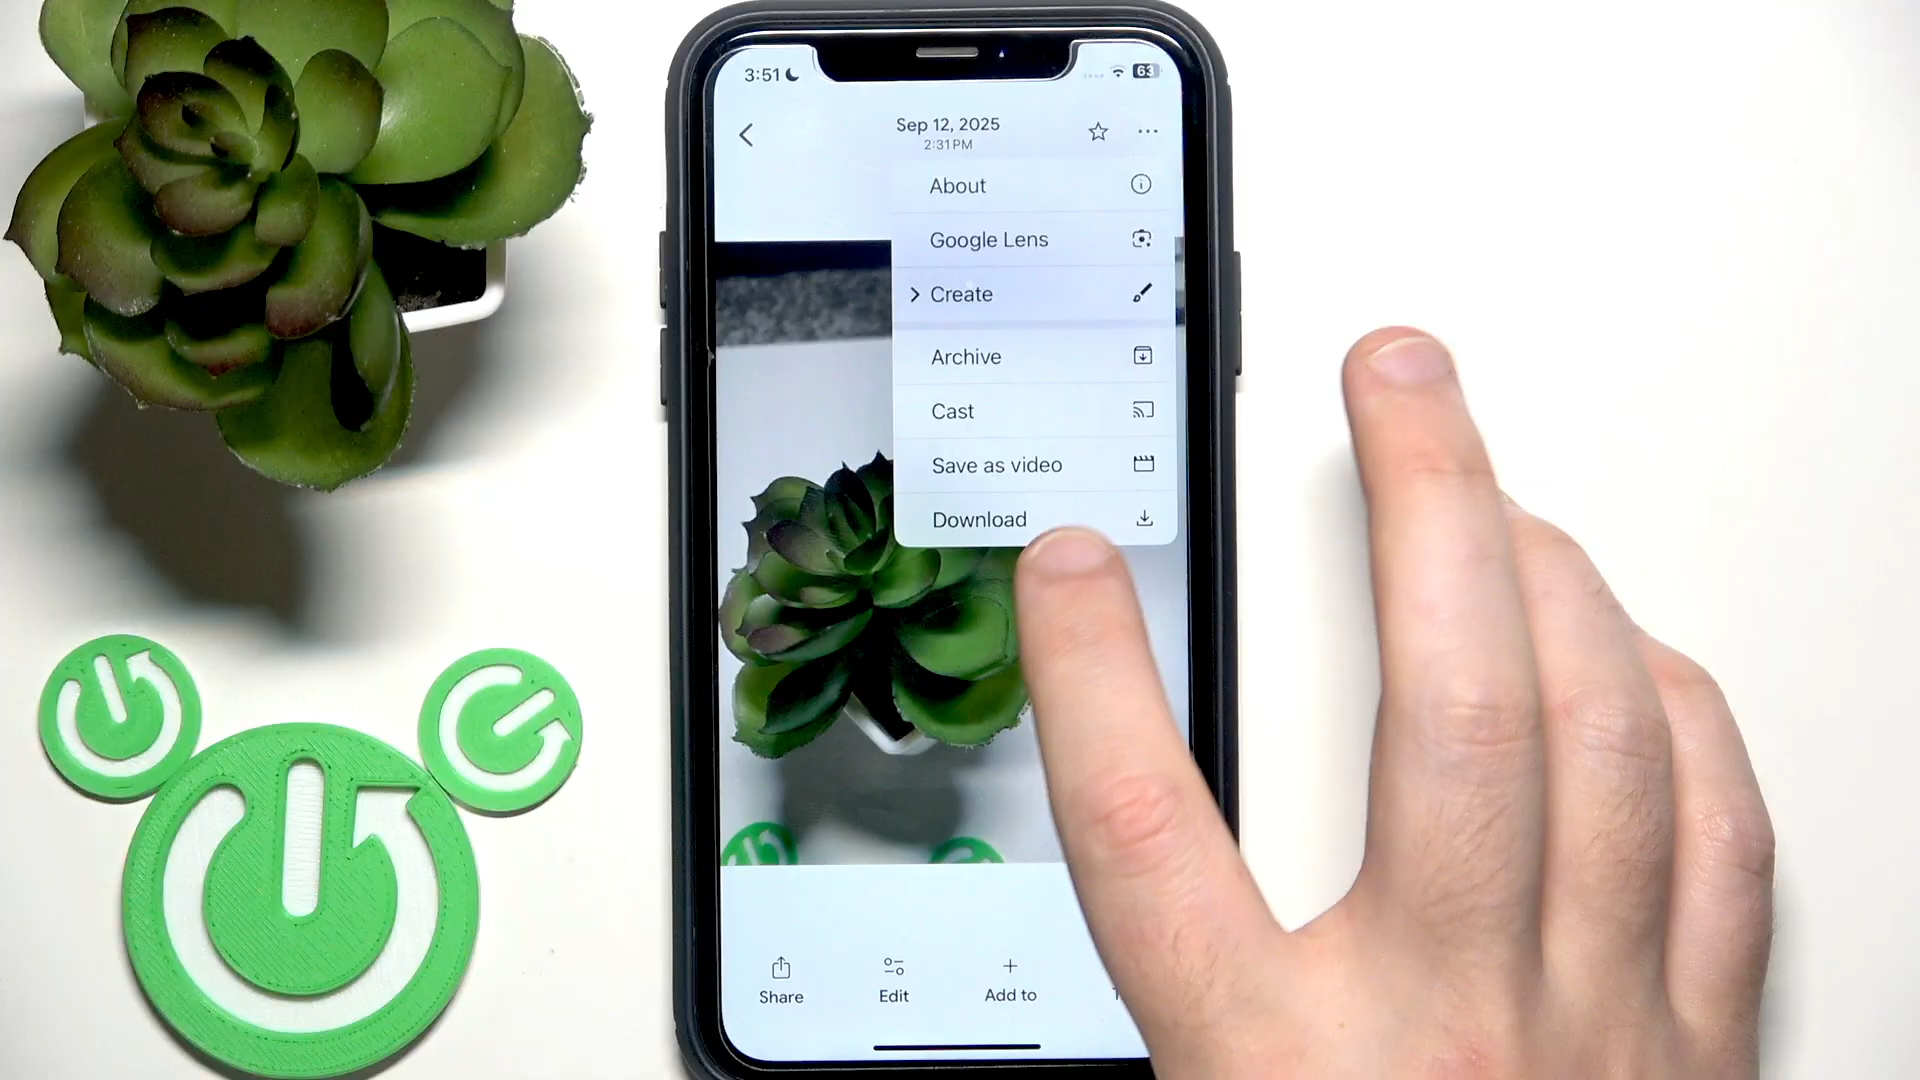 3:51
63
Sep 12, 2025
2:31 PM
About
Google Lens
Create
Archive
Cast
Save as video
Download
Share
Edit
Add to